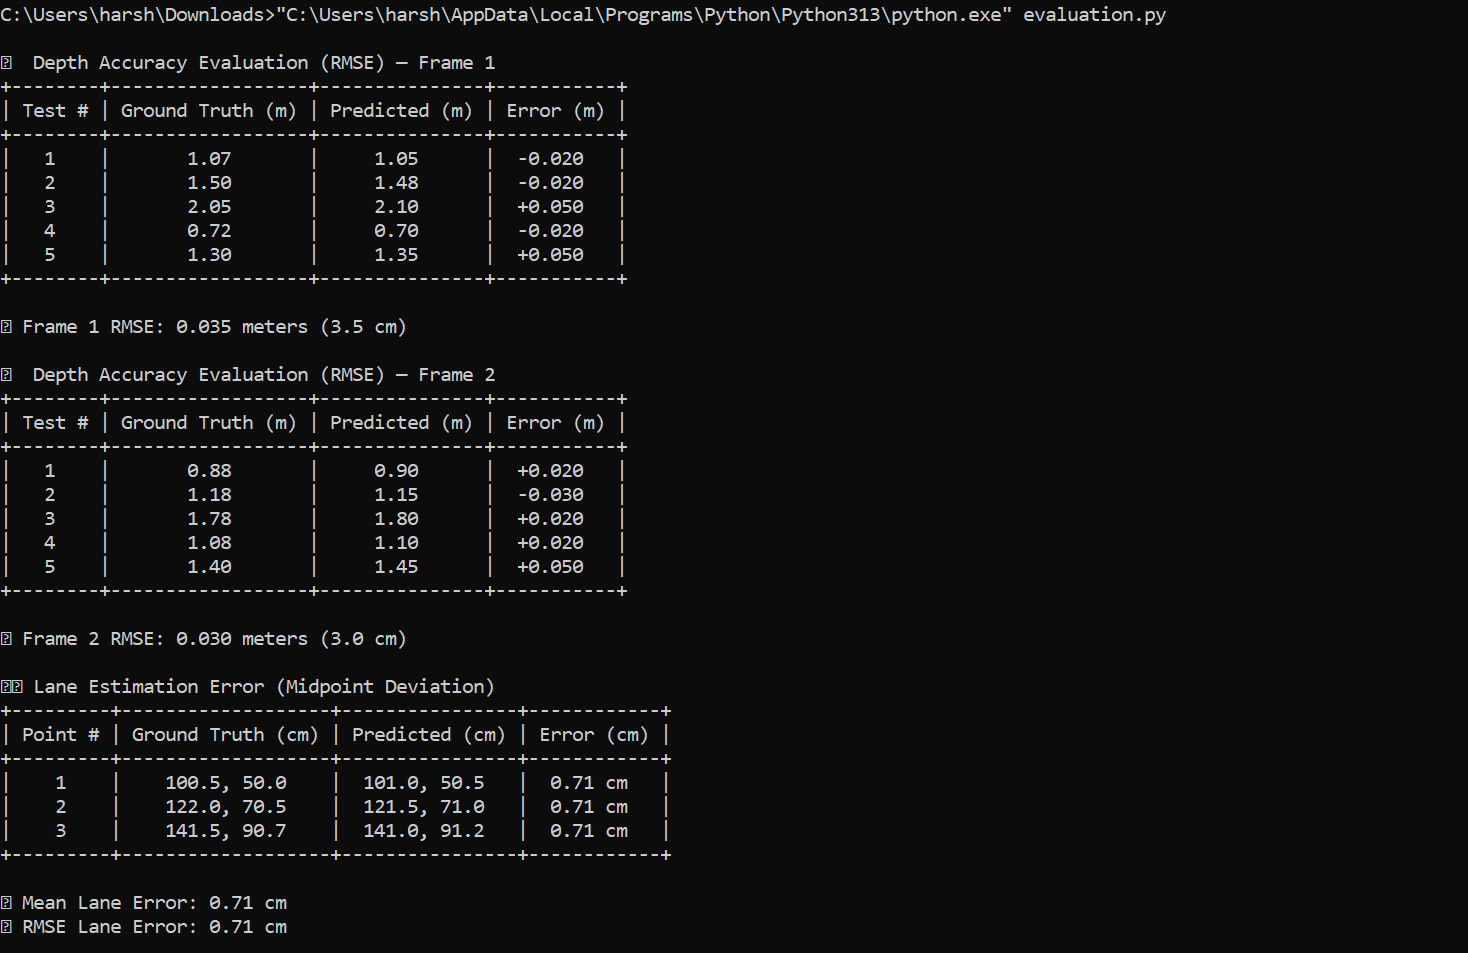 C:\Users\harsh\Downloads>"C:\Users\harsh\AppData\Local\Programs\Python\Python313\python.exe" evaluation.py
Depth Accuracy Evaluation (RMSE) — Frame 1
+--------+------------------+---------------+-----------+
| Test # | Ground Truth (m) | Predicted (m) | Error (m) |
+--------+------------------+---------------+-----------+
|   1    |       1.07       |     1.05      |  -0.020   |
|   2    |       1.50       |     1.48      |  -0.020   |
|   3    |       2.05       |     2.10      |  +0.050   |
|   4    |       0.72       |     0.70      |  -0.020   |
|   5    |       1.30       |     1.35      |  +0.050   |
+--------+------------------+---------------+-----------+
Frame 1 RMSE: 0.035 meters (3.5 cm)
Depth Accuracy Evaluation (RMSE) — Frame 2
+--------+------------------+---------------+-----------+
| Test # | Ground Truth (m) | Predicted (m) | Error (m) |
+--------+------------------+---------------+-----------+
|   1    |       0.88       |     0.90      |  +0.020   |
|   2    |       1.18       |     1.15      |  -0.030   |
|   3    |       1.78       |     1.80      |  +0.020   |
|   4    |       1.08       |     1.10      |  +0.020   |
|   5    |       1.40       |     1.45      |  +0.050   |
+--------+------------------+---------------+-----------+
Frame 2 RMSE: 0.030 meters (3.0 cm)
Lane Estimation Error (Midpoint Deviation)
+---------+-------------------+----------------+------------+
| Point # | Ground Truth (cm) | Predicted (cm) | Error (cm) |
+---------+-------------------+----------------+------------+
|    1    |    100.5, 50.0    |  101.0, 50.5   |  0.71 cm   |
|    2    |    122.0, 70.5    |  121.5, 71.0   |  0.71 cm   |
|    3    |    141.5, 90.7    |  141.0, 91.2   |  0.71 cm   |
+---------+-------------------+----------------+------------+
Mean Lane Error: 0.71 cm
RMSE Lane Error: 0.71 cm